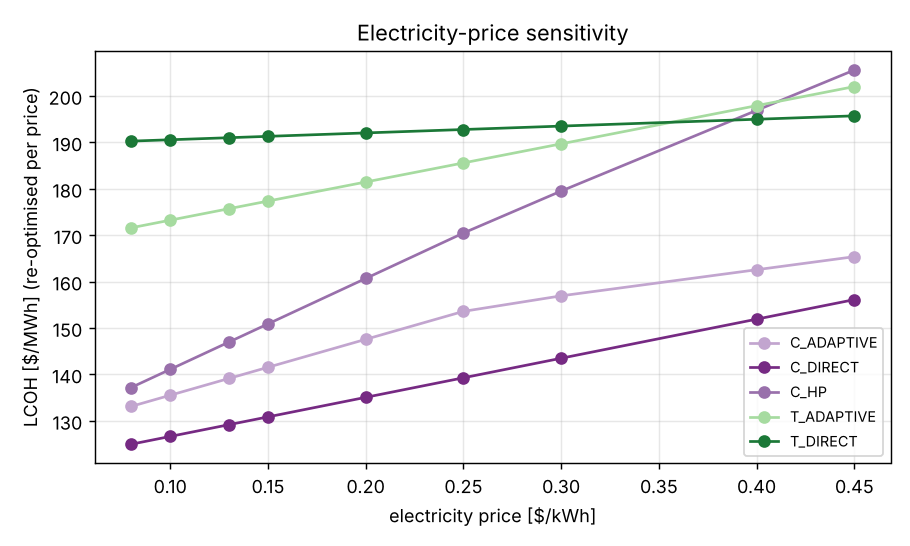 Electricity-price sensitivity
LCOH [$/MWh] (re-optimised per price)
200
190
180
170
160
150
140
130
C_ADAPTIVE
C_DIRECT
C_HP
T_ADAPTIVE
T_DIRECT
0.10 0.15 0.20 0.25 0.30 0.35 0.40 0.45
electricity price [$/kWh]